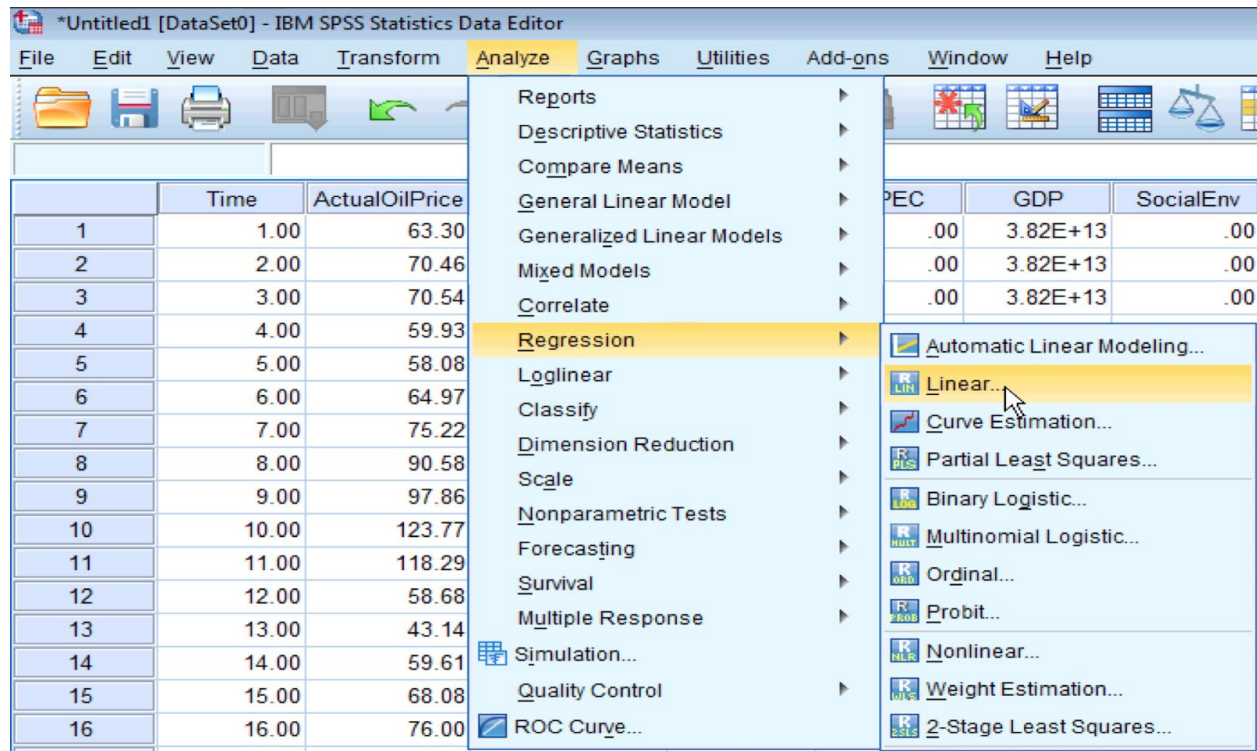 *Untitled1 [DataSet0] - IBM SPSS Statistics Data Editor
File Edit View Data Transform Analyze Graphs Utilities Add-ons Window Help
Time ActualOilPrice PEC GDP SocialEnv
1 1.00 63.30 .00 3.82E+13 .00
2 2.00 70.46 .00 3.82E+13 .00
3 3.00 70.54 .00 3.82E+13 .00
4 4.00 59.93
5 5.00 58.08
6 6.00 64.97
7 7.00 75.22
8 8.00 90.58
9 9.00 97.86
10 10.00 123.77
11 11.00 118.29
12 12.00 58.68
13 13.00 43.14
14 14.00 59.61
15 15.00 68.08
16 16.00 76.00
Reports
Descriptive Statistics
Compare Means
General Linear Model
Generalized Linear Models
Mixed Models
Correlate
Regression
Loglinear
Classify
Dimension Reduction
Scale
Nonparametric Tests
Forecasting
Survival
Multiple Response
Simulation...
Quality Control
ROC Curve...
Automatic Linear Modeling...
R LIN Linear...
Curve Estimation...
R PLS Partial Least Squares...
R LOG Binary Logistic...
R MULT Multinomial Logistic...
R ORD Ordinal...
R PROB Probit...
R NLR Nonlinear...
R WLS Weight Estimation...
R 2SLS 2-Stage Least Squares...